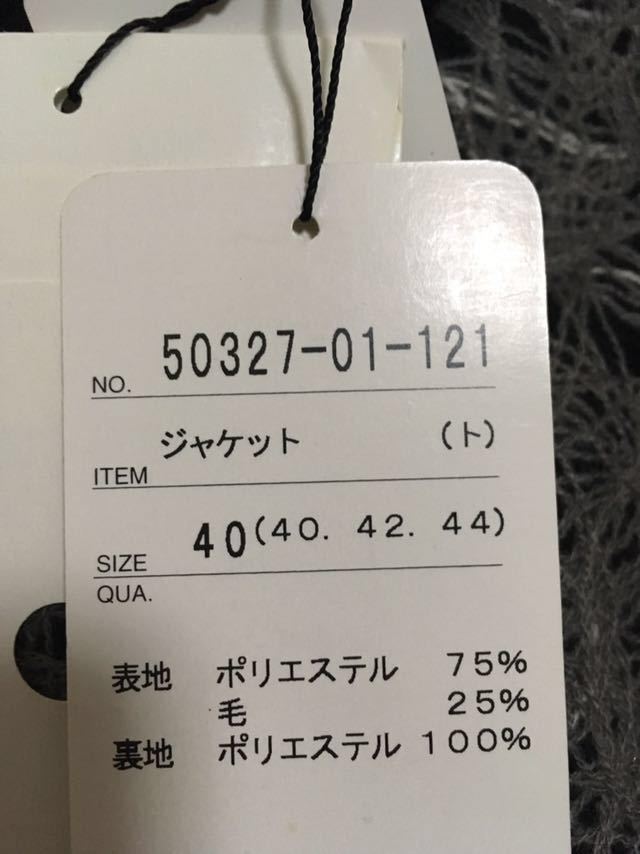 NO. 50327-01-121
ITEM ジャケット (ト)
SIZE 40(40. 42. 44)
QUA.
表地 ポリエステル 75%
毛 25%
裏地 ポリエステル 100%